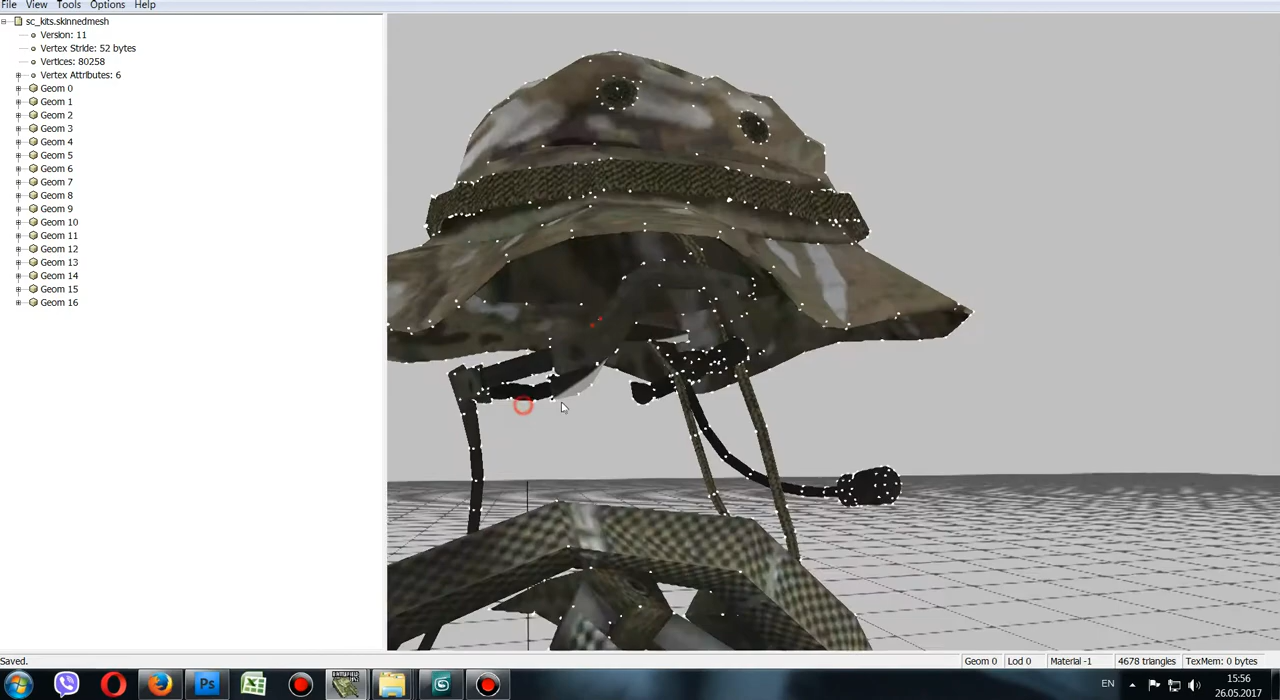 File View Tools Options Help
sc_kits.skinnedmesh
Version: 11
Vertex Stride: 52 bytes
Vertices: 80258
Vertex Attributes: 6
Geom 0
Geom 1
Geom 2
Geom 3
Geom 4
Geom 5
Geom 6
Geom 7
Geom 8
Geom 9
Geom 10
Geom 11
Geom 12
Geom 13
Geom 14
Geom 15
Geom 16
Saved.
Geom 0 Lod 0 Material -1 4678 triangles TexMem: 0 bytes
Ps
EN
15:56
26.05.2017